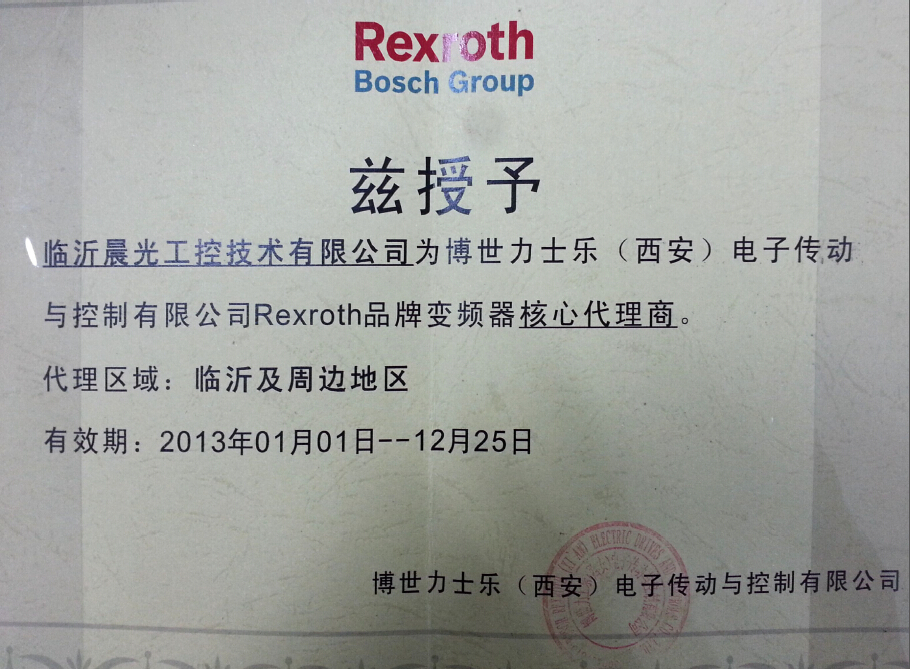 Rexroth
Bosch Group
兹授予
临沂晨光工控技术有限公司为博世力士乐（西安）电子传动
与控制有限公司Rexroth品牌变频器核心代理商。
代理区域：临沂及周边地区
有效期：2013年01月01日--12月25日
ELECTRIC DRIVES
博世力士乐（西安）电子传动与控制有限公司